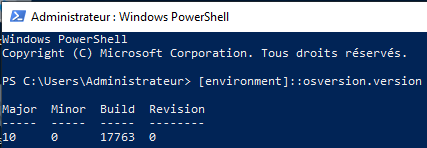 Administrateur : Windows PowerShell
Windows PowerShell
Copyright (C) Microsoft Corporation. Tous droits réservés.
PS C:\Users\Administrateur> [environment]::osversion.version
Major  Minor  Build  Revision
-----  -----  -----  --------
10     0      17763  0